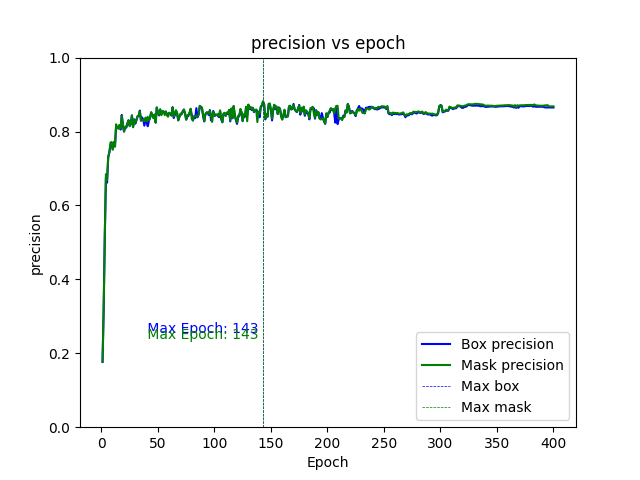 precision vs epoch
1.0
0.8
0.6
0.4
0.2
0.0
precision
Max Epoch: 143
Max Epoch: 143
Box precision
Mask precision
Max box
Max mask
0 50 100 150 200 250 300 350 400
Epoch